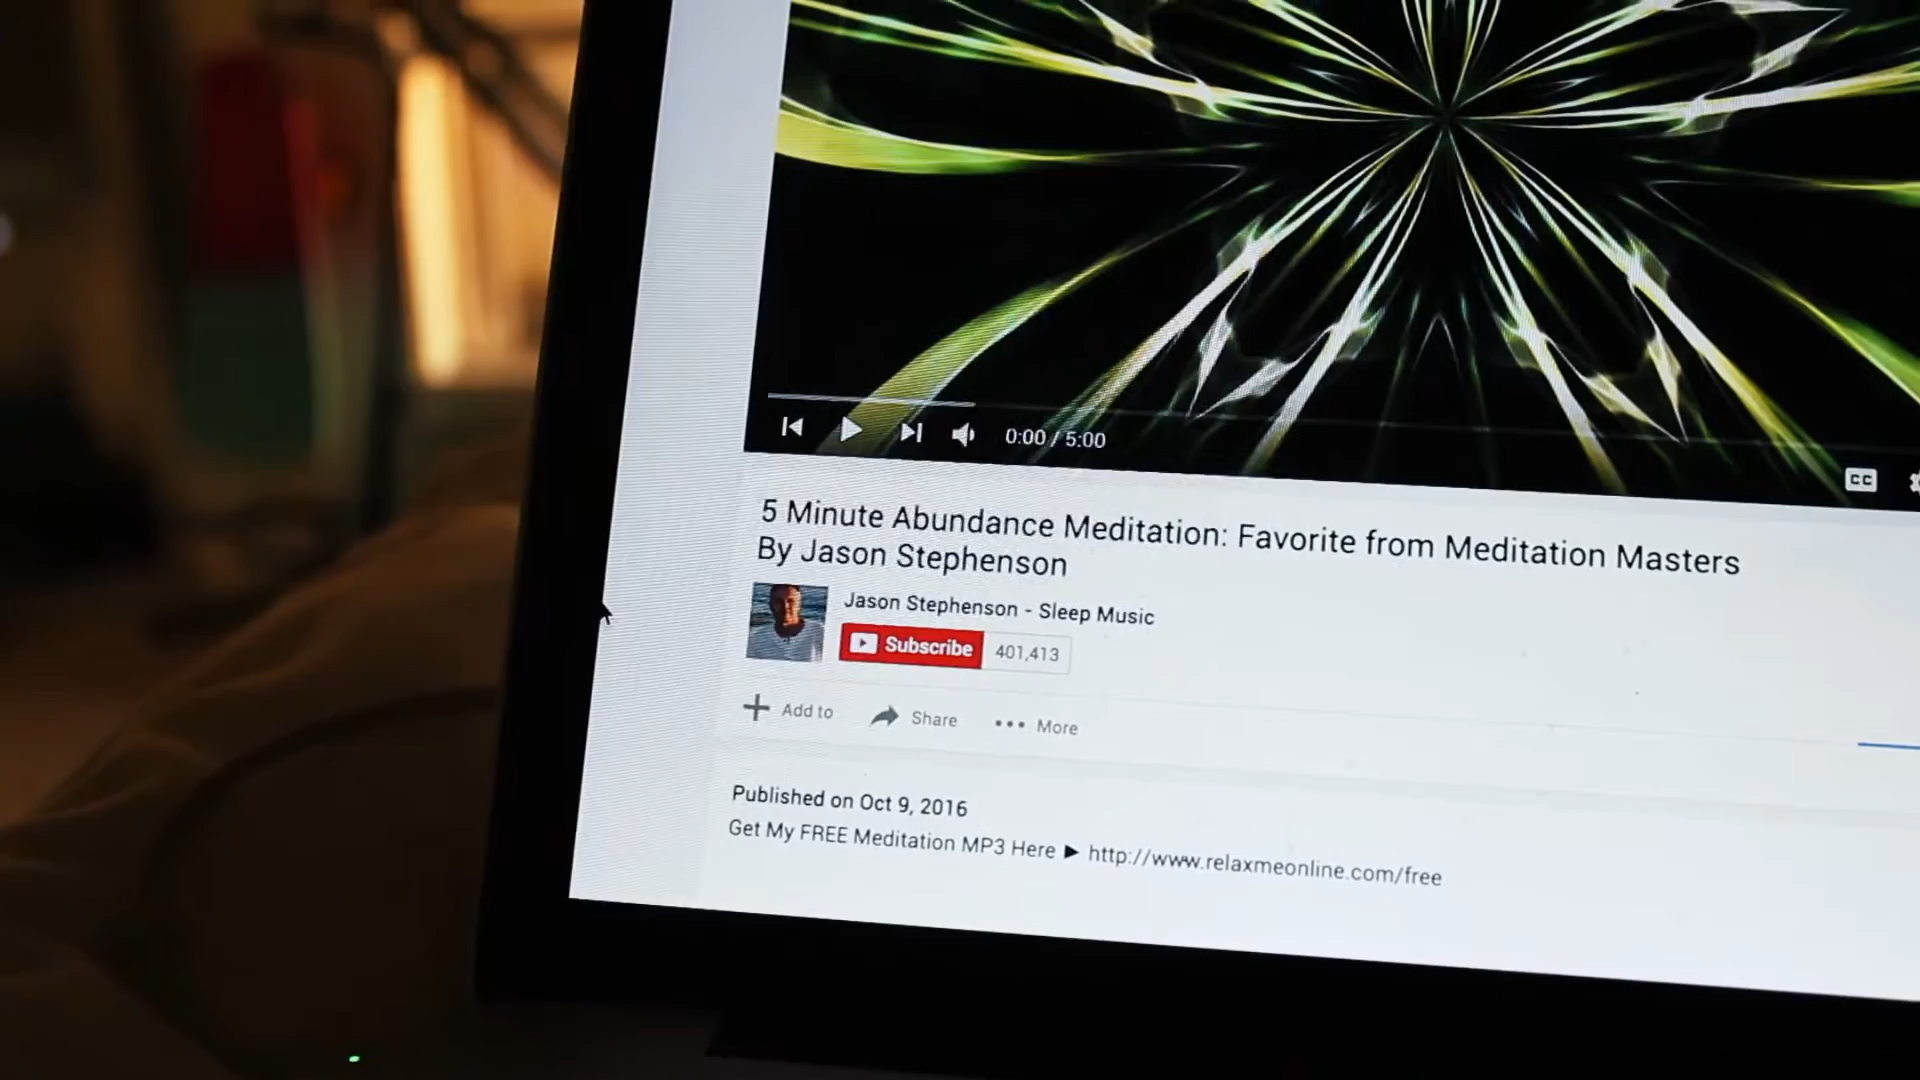 0:00 / 5:00
CC
5 Minute Abundance Meditation: Favorite from Meditation Masters
By Jason Stephenson
Jason Stephenson - Sleep Music
Subscribe 401,413
Add to Share More
Published on Oct 9, 2016
Get My FREE Meditation MP3 Here ► http://www.relaxmeonline.com/free